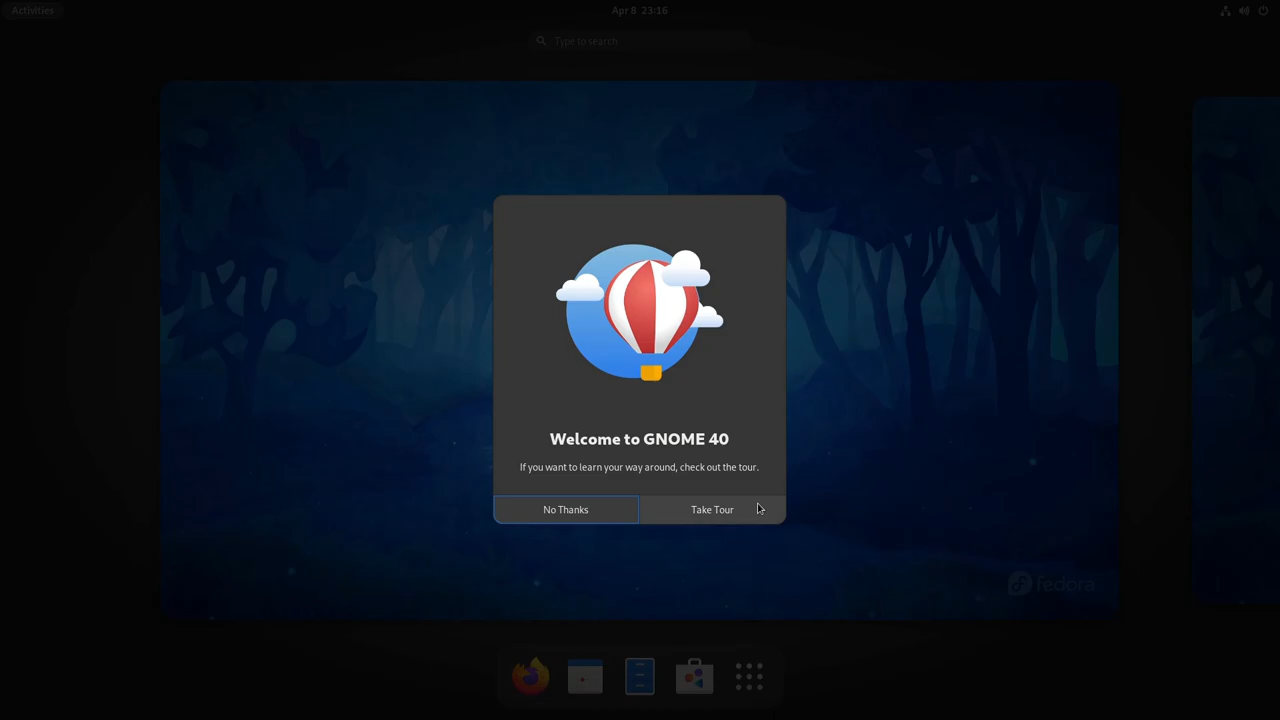 Activities
Apr 8 23:16
Type to search
Welcome to GNOME 40
If you want to learn your way around, check out the tour.
No Thanks
Take Tour
fedora